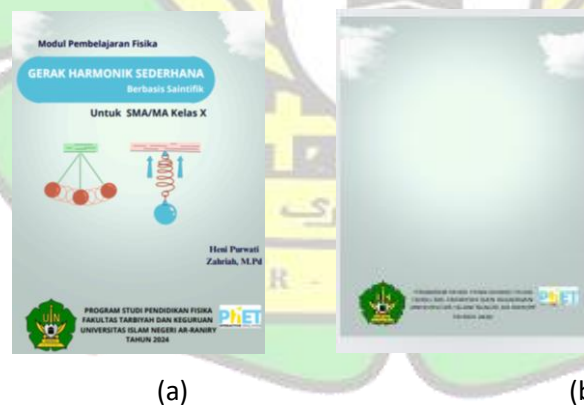 Modul Pembelajaran Fisika
GERAK HARMONIK SEDERHANA
Berbasis Saintifik
Untuk SMA/MA Kelas X
Heni Purwati
Zahriah, M.Pd
UIN
PROGRAM STUDI PENDIDIKAN FISIKA
FAKULTAS TARBIYAH DAN KEGURUAN
UNIVERSITAS ISLAM NEGERI AR-RANIRY
TAHUN 2024
PhET
PhET
(a)
(b